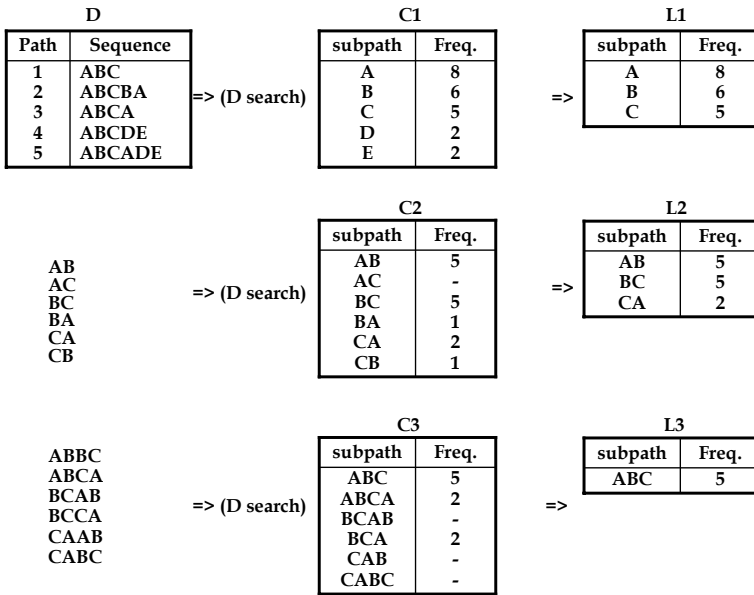 D
Path Sequence
1 ABC
2 ABCBA
3 ABCA
4 ABCDE
5 ABCADE
=> (D search)
C1
subpath Freq.
A 8
B 6
C 5
D 2
E 2
=>
L1
subpath Freq.
A 8
B 6
C 5
AB
AC
BC
BA
CA
CB
=> (D search)
C2
subpath Freq.
AB 5
AC -
BC 5
BA 1
CA 2
CB 1
=>
L2
subpath Freq.
AB 5
BC 5
CA 2
ABBC
ABCA
BCAB
BCCA
CAAB
CABC
=> (D search)
C3
subpath Freq.
ABC 5
ABCA 2
BCAB -
BCA 2
CAB -
CABC -
=>
L3
subpath Freq.
ABC 5